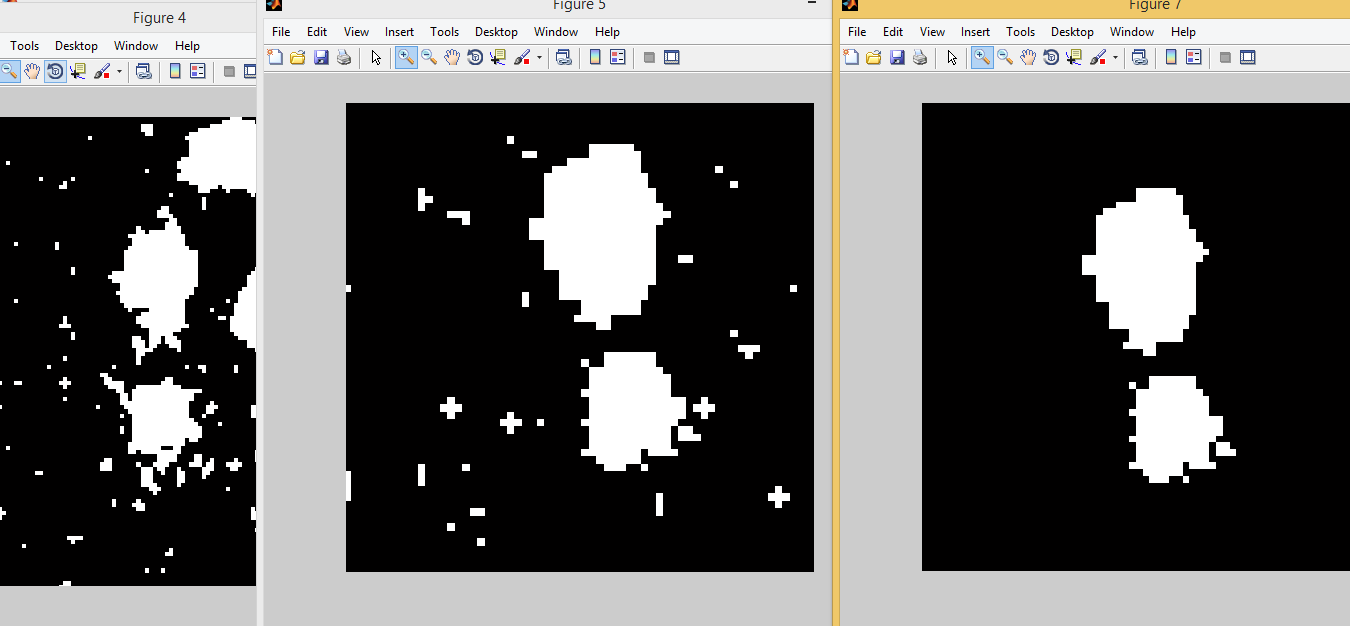 Figure 4
Tools Desktop Window Help
Figure 5
File Edit View Insert Tools Desktop Window Help
Figure 7
File Edit View Insert Tools Desktop Window Help